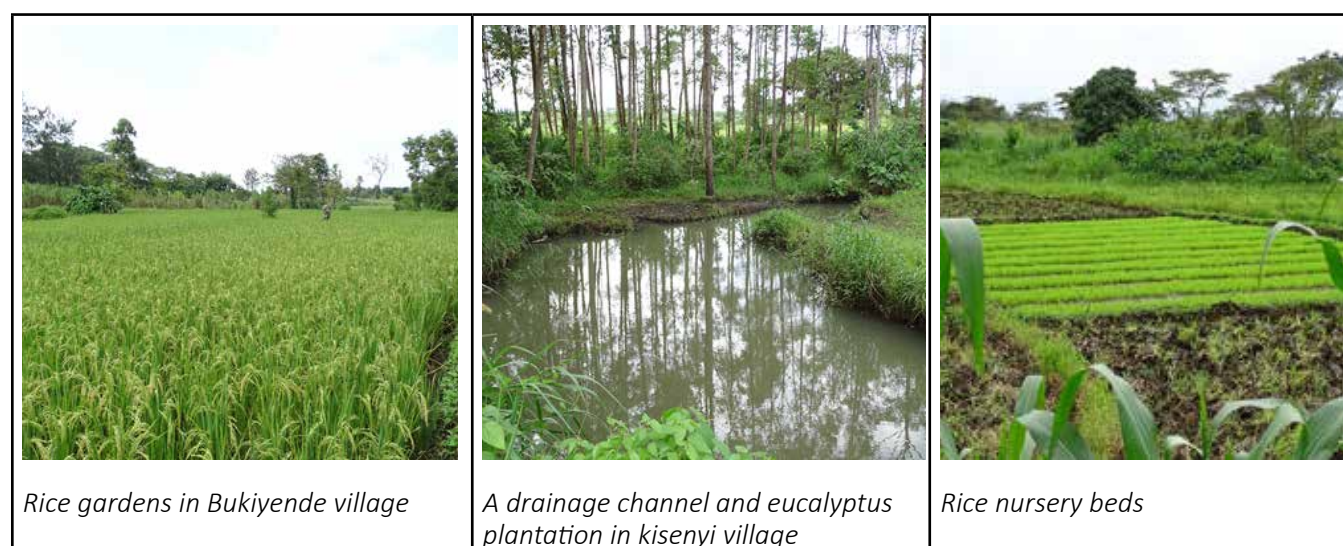 Rice gardens in Bukiyende village
A drainage channel and eucalyptus
plantation in kisenyi village
Rice nursery beds